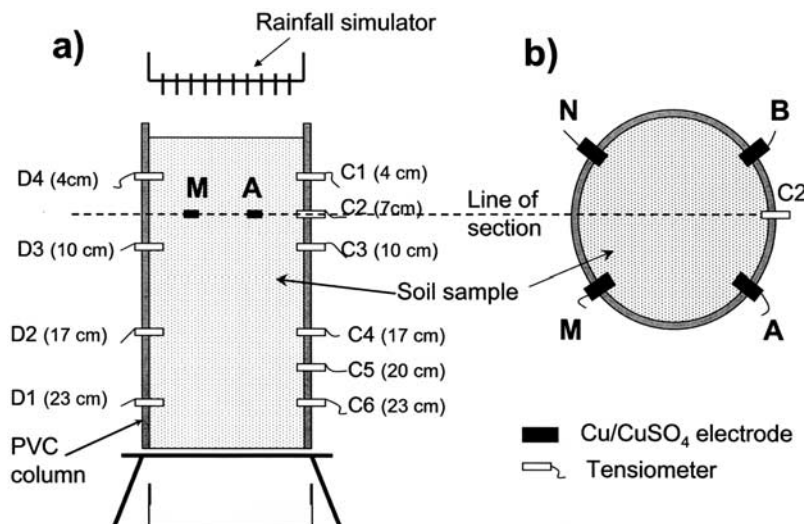 Rainfall simulator
a)
b)
D4 (4cm)
M
A
C1 (4 cm)
C2 (7cm)
D3 (10 cm)
C3 (10 cm)
D2 (17 cm)
C4 (17 cm)
C5 (20 cm)
D1 (23 cm)
C6 (23 cm)
PVC
column
Line of
section
Soil sample
N
B
C2
M
A
Cu/CuSO₄ electrode
Tensiometer